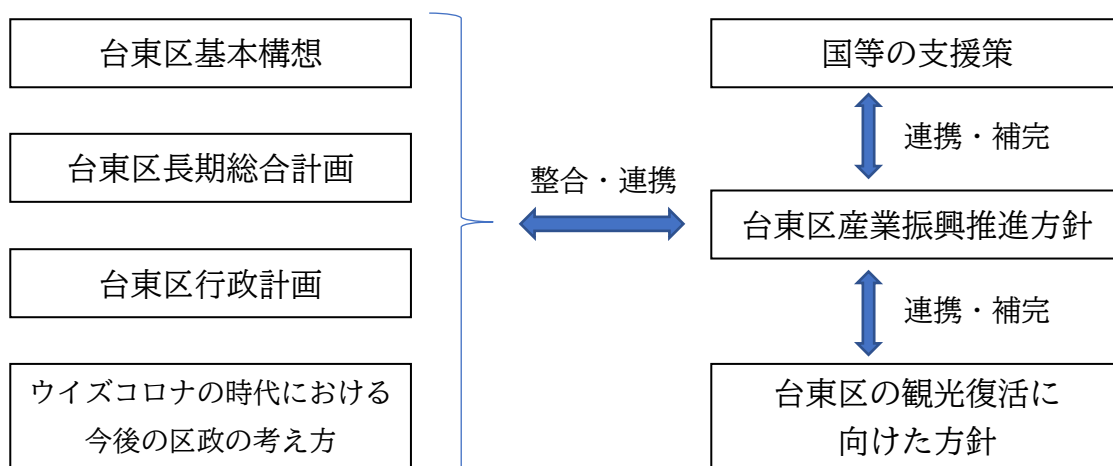 台東区基本構想
台東区長期総合計画
台東区行政計画
ウイズコロナの時代における
今後の区政の考え方
整合・連携
国等の支援策
連携・補完
台東区産業振興推進方針
連携・補完
台東区の観光復活に
向けた方針